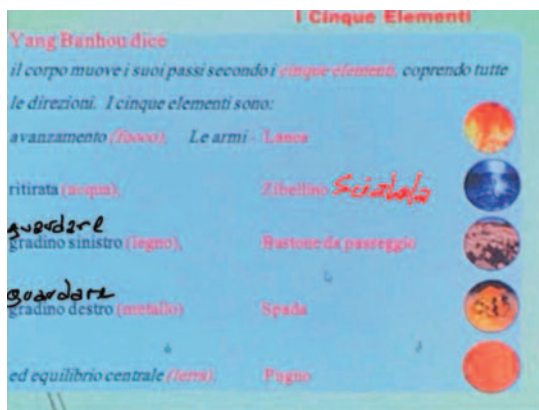 I Cinque Elementi
Yang Banhou dice
il corpo muove i suoi passi secondo i cinque elementi, coprendo tutte
le direzioni. I cinque elementi sono:
avanzamento (fuoco), Le armi - Lanca
ritirata (acqua), Zibellino Sciabola
guardare
gradino sinistro (legno), Bastone da passeggio
guardare
gradino destro (metallo) Spada
ed equilibrio centrale (terra). Pugno